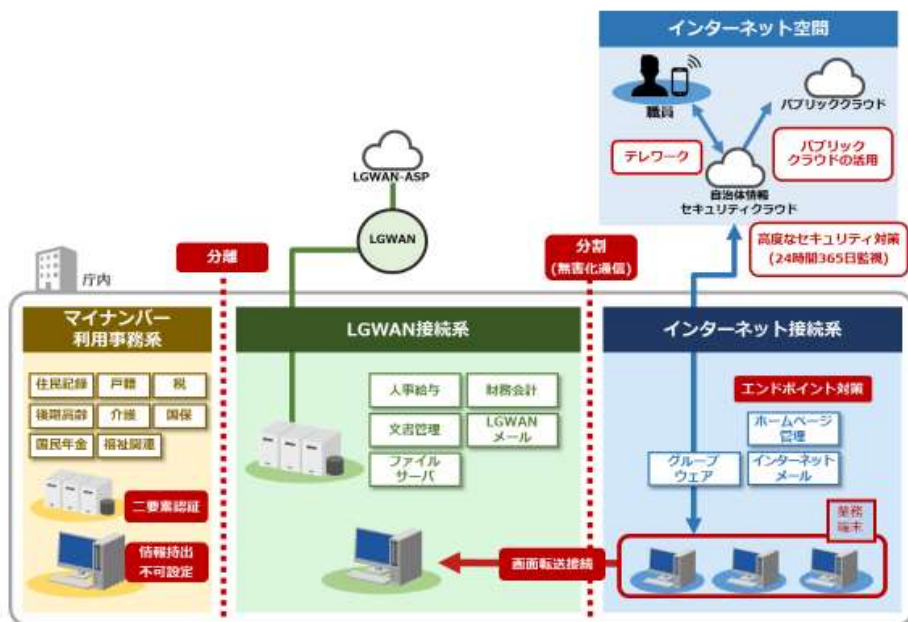 インターネット空間
職員
パブリッククラウド
テレワーク
パブリック
クラウドの活用
自治体情報
セキュリティクラウド
LGWAN-ASP
LGWAN
分離
分割
(無害化通信)
高度なセキュリティ対策
(24時間365日監視)
庁内
マイナンバー
利用事務系
住民記録
戸籍
税
後期高齢
介護
国保
国民年金
福祉関連
二要素認証
情報持出
不可設定
LGWAN接続系
人事給与
財務会計
文書管理
LGWAN
メール
ファイル
サーバ
画面転送接続
インターネット接続系
エンドポイント対策
ホームページ
管理
グループ
ウェア
インターネット
メール
業務
端末